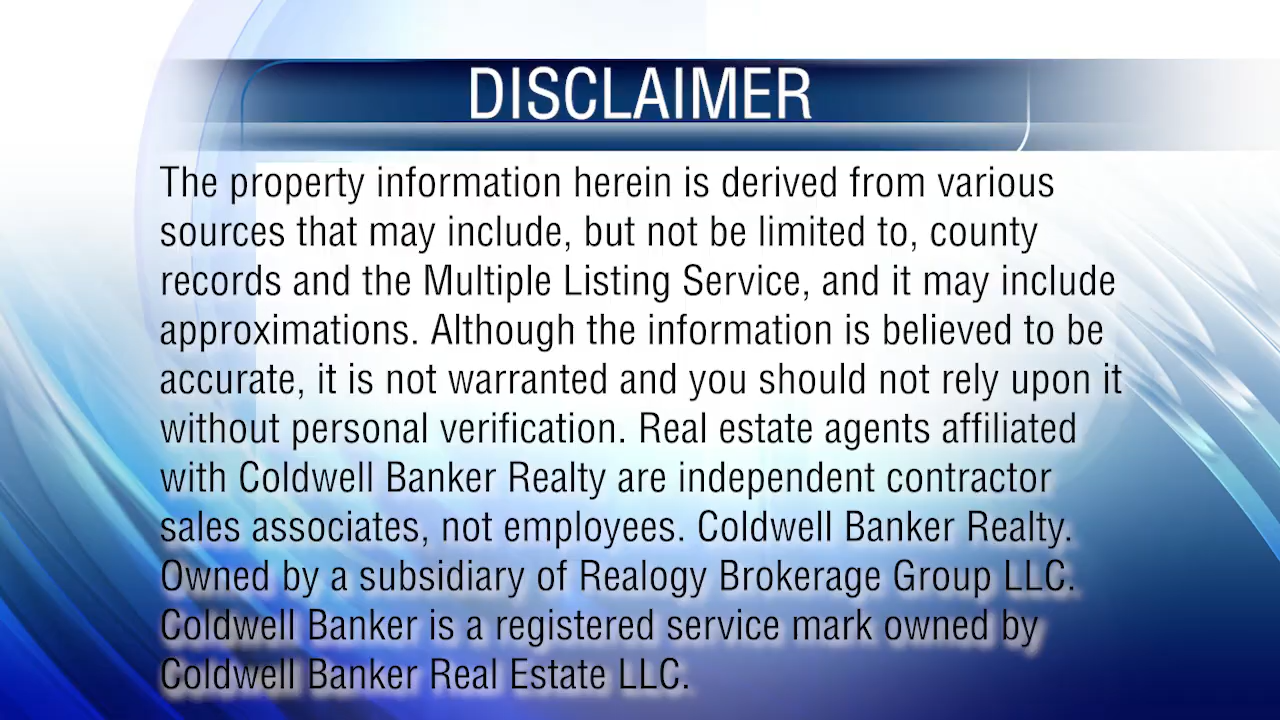 DISCLAIMER
The property information herein is derived from various
sources that may include, but not be limited to, county
records and the Multiple Listing Service, and it may include
approximations. Although the information is believed to be
accurate, it is not warranted and you should not rely upon it
without personal verification. Real estate agents affiliated
with Coldwell Banker Realty are independent contractor
sales associates, not employees. Coldwell Banker Realty.
Owned by a subsidiary of Realogy Brokerage Group LLC.
Coldwell Banker is a registered service mark owned by
Coldwell Banker Real Estate LLC.